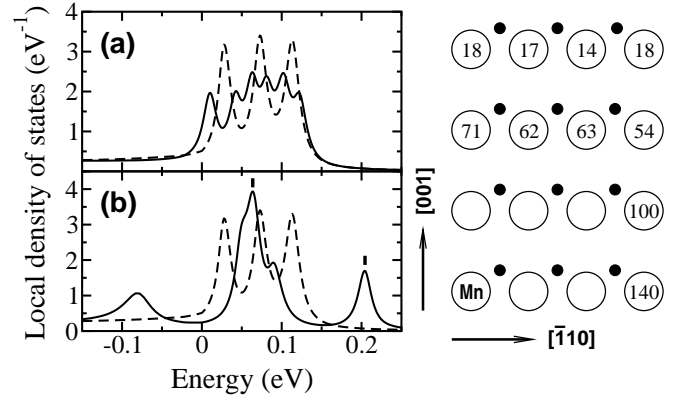 Local density of states (eV⁻¹)
(a)
4
3
2
1
(b)
4
3
2
1
0
-0.1 0 0.1 0.2
Energy (eV)
18 17 14 18
71 62 63 54
100
Mn 140
[001]
[1̄10]